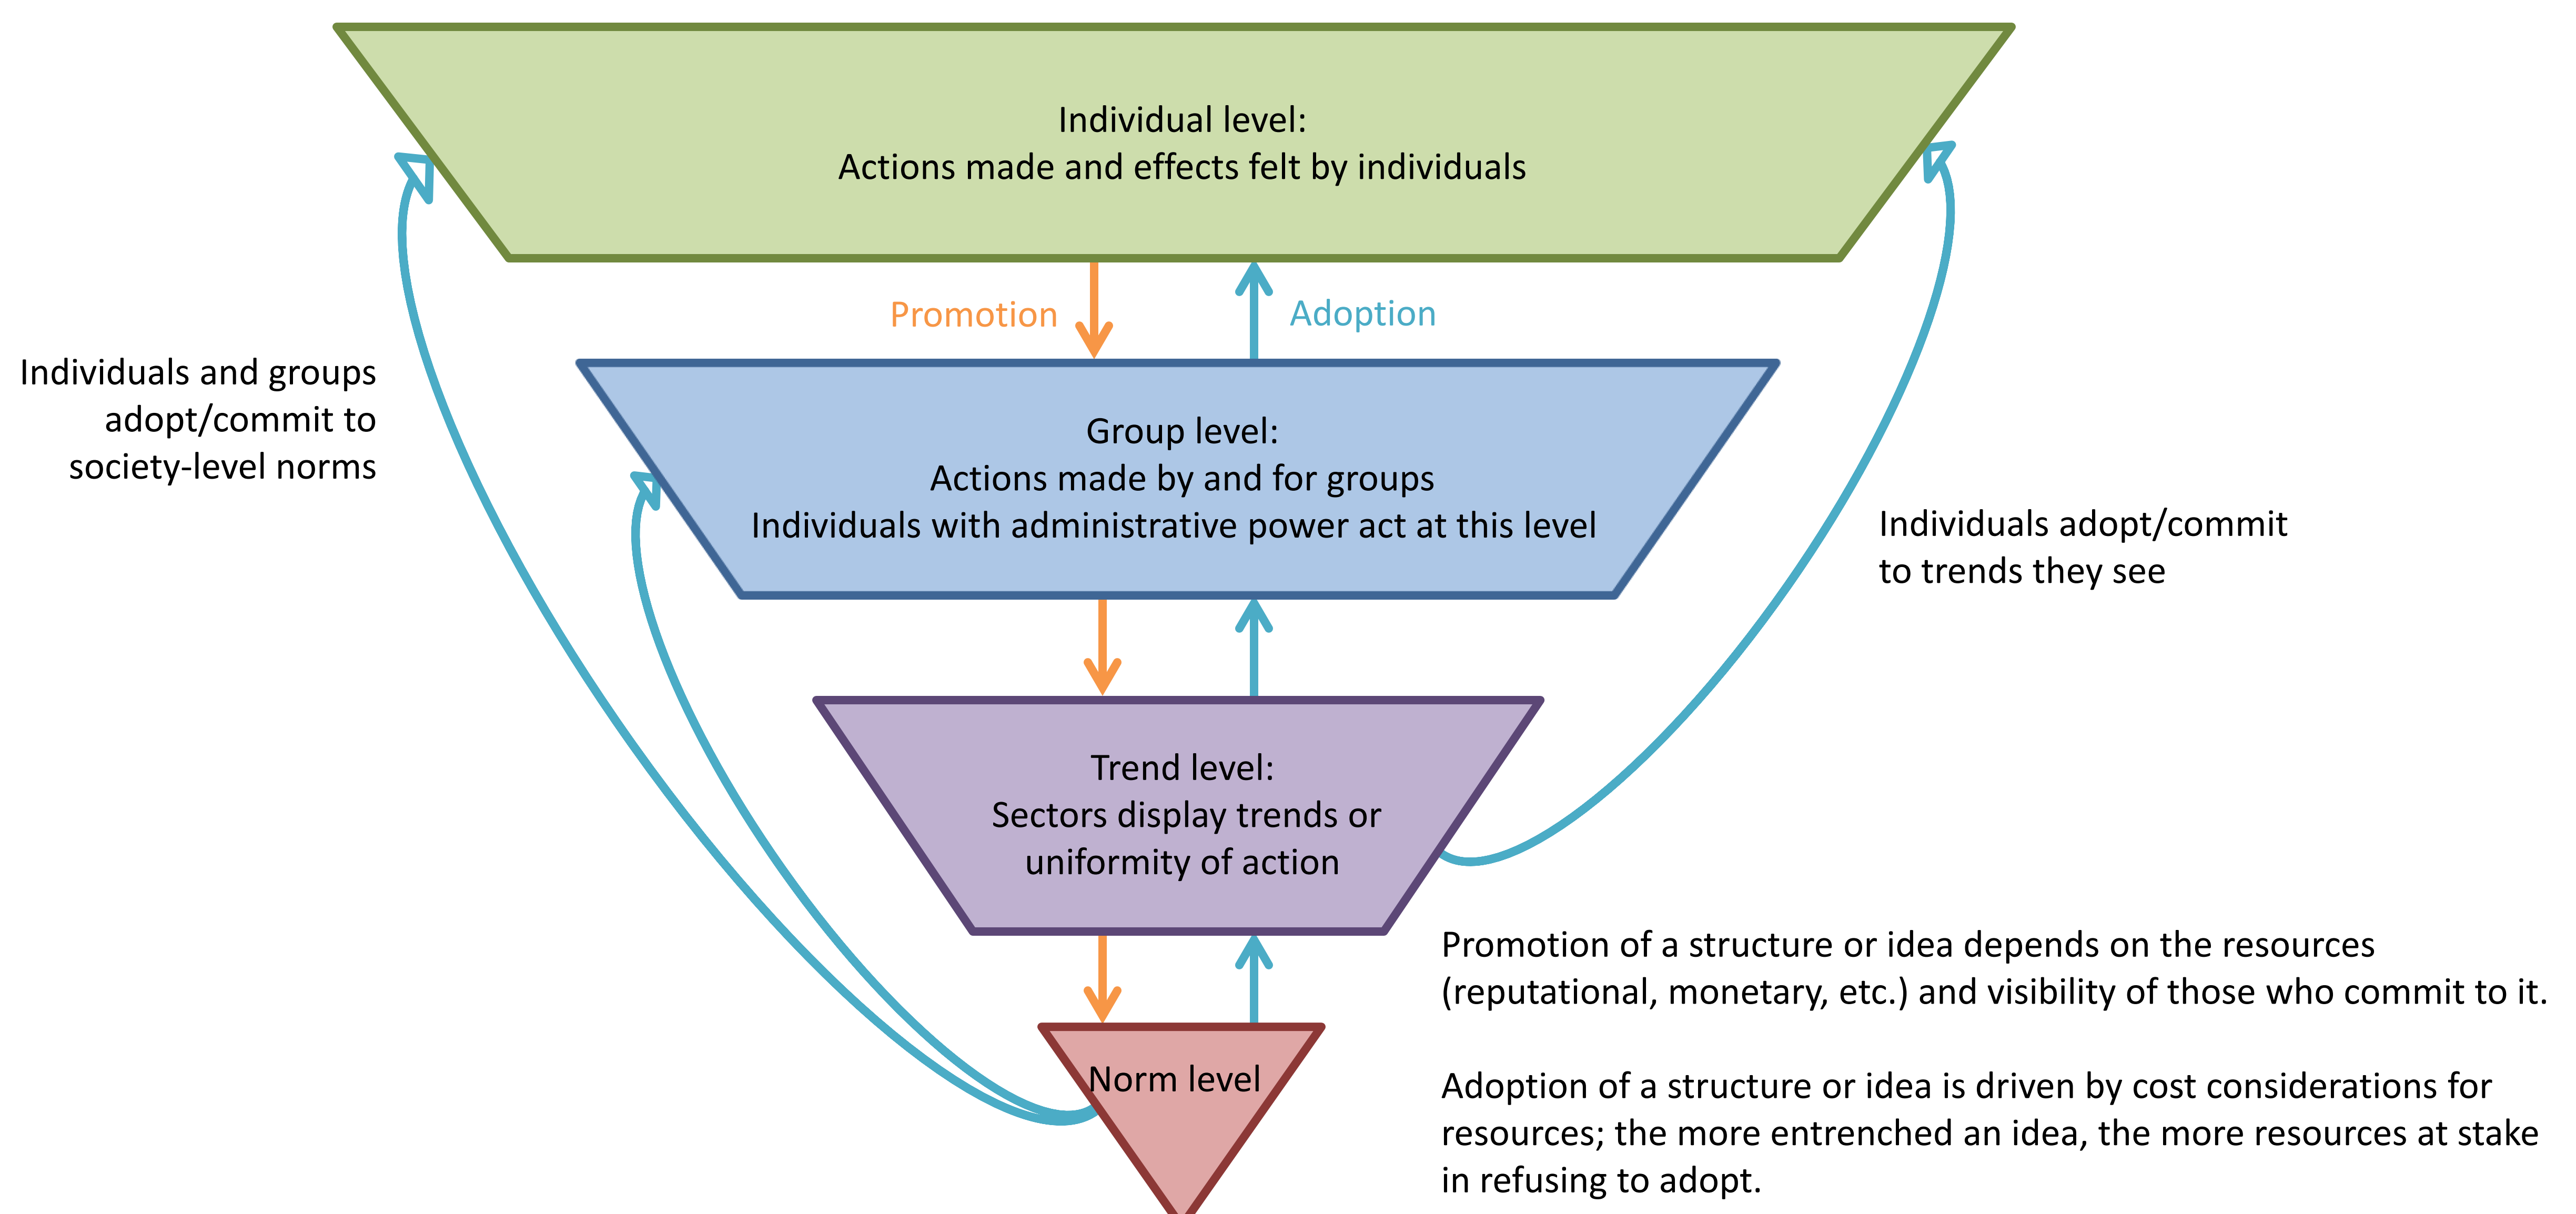 Individual level:
Actions made and effects felt by individuals
Promotion
Adoption
Individuals and groups
adopt/commit to
society-level norms
Group level:
Actions made by and for groups
Individuals with administrative power act at this level
Individuals adopt/commit
to trends they see
Trend level:
Sectors display trends or
uniformity of action
Norm level
Promotion of a structure or idea depends on the resources
(reputational, monetary, etc.) and visibility of those who commit to it.
Adoption of a structure or idea is driven by cost considerations for
resources; the more entrenched an idea, the more resources at stake
in refusing to adopt.